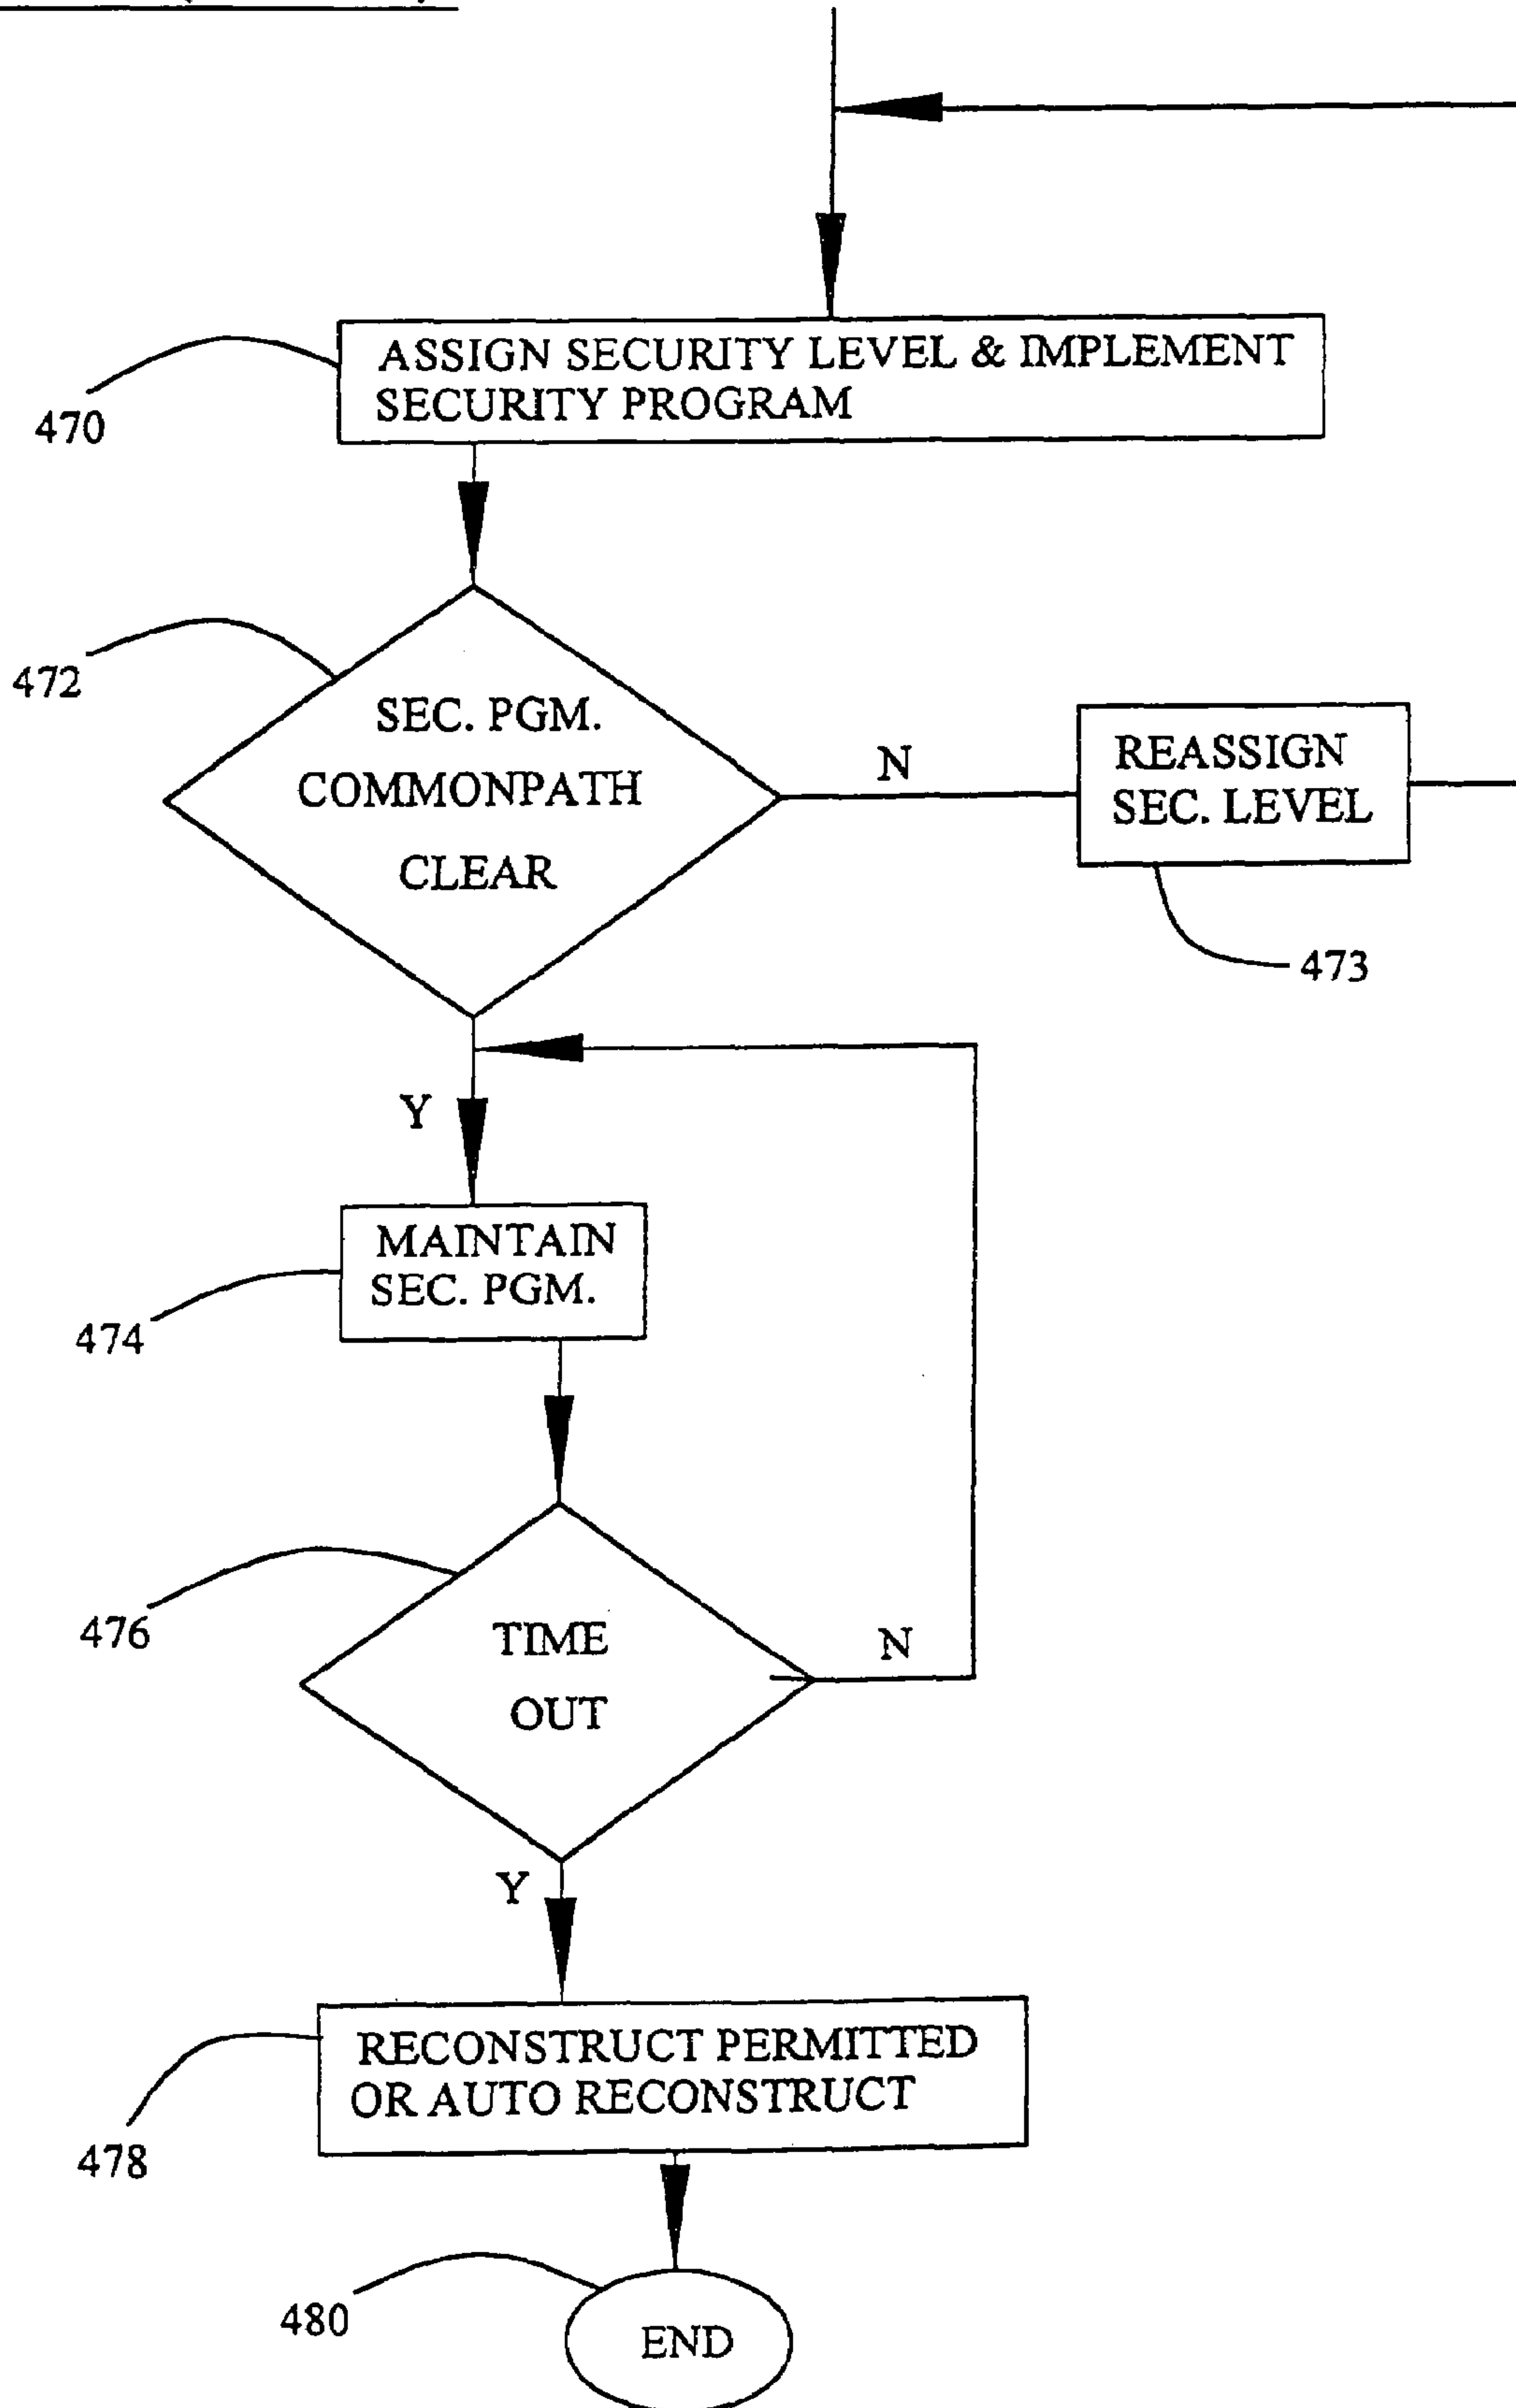 ASSIGN SECURITY LEVEL & IMPLEMENT
SECURITY PROGRAM
470
472
SEC. PGM.
COMMONPATH
CLEAR
N
REASSIGN
SEC. LEVEL
473
Y
MAINTAIN
SEC. PGM.
474
476
TIME
OUT
N
Y
RECONSTRUCT PERMITTED
OR AUTO RECONSTRUCT
478
480
END